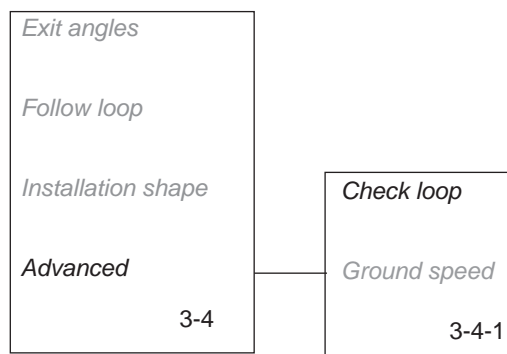 Exit angles
Follow loop
Installation shape
Advanced
3-4
Check loop
Ground speed
3-4-1